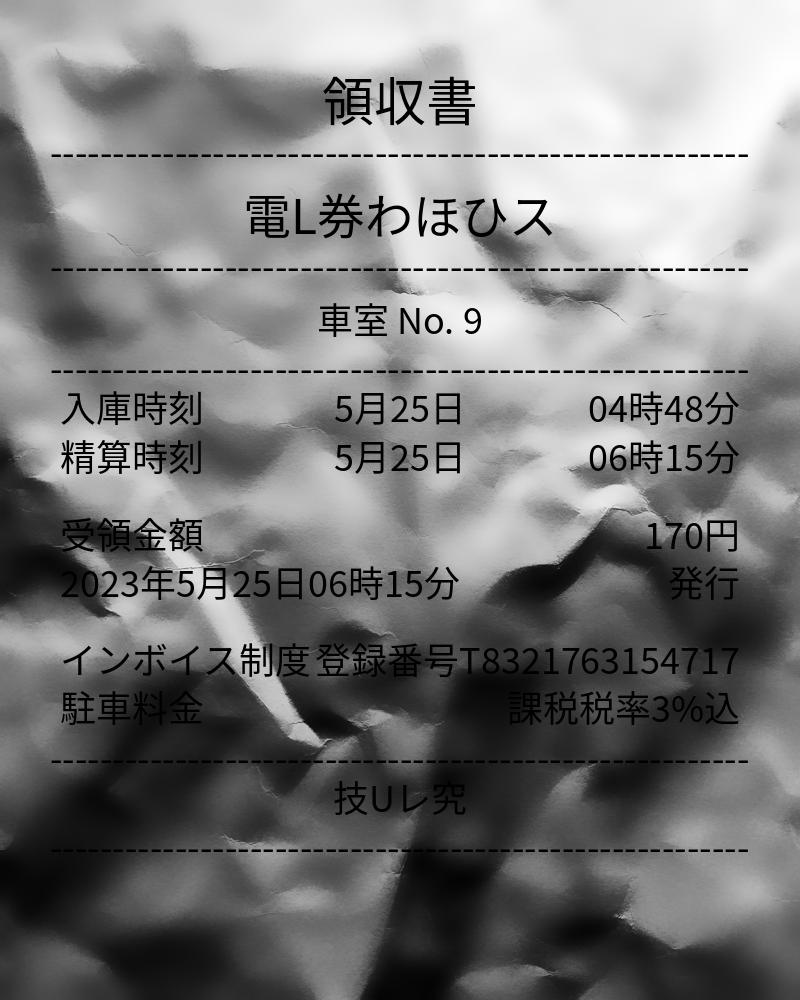 領収書
電L券わほひス
車室 No. 9
入庫時刻 5月25日 04時48分
精算時刻 5月25日 06時15分
受領金額 170円
2023年5月25日06時15分 発行
インボイス制度 登録番号T8321763154717
駐車料金 課税税率3%込
技Uレ究